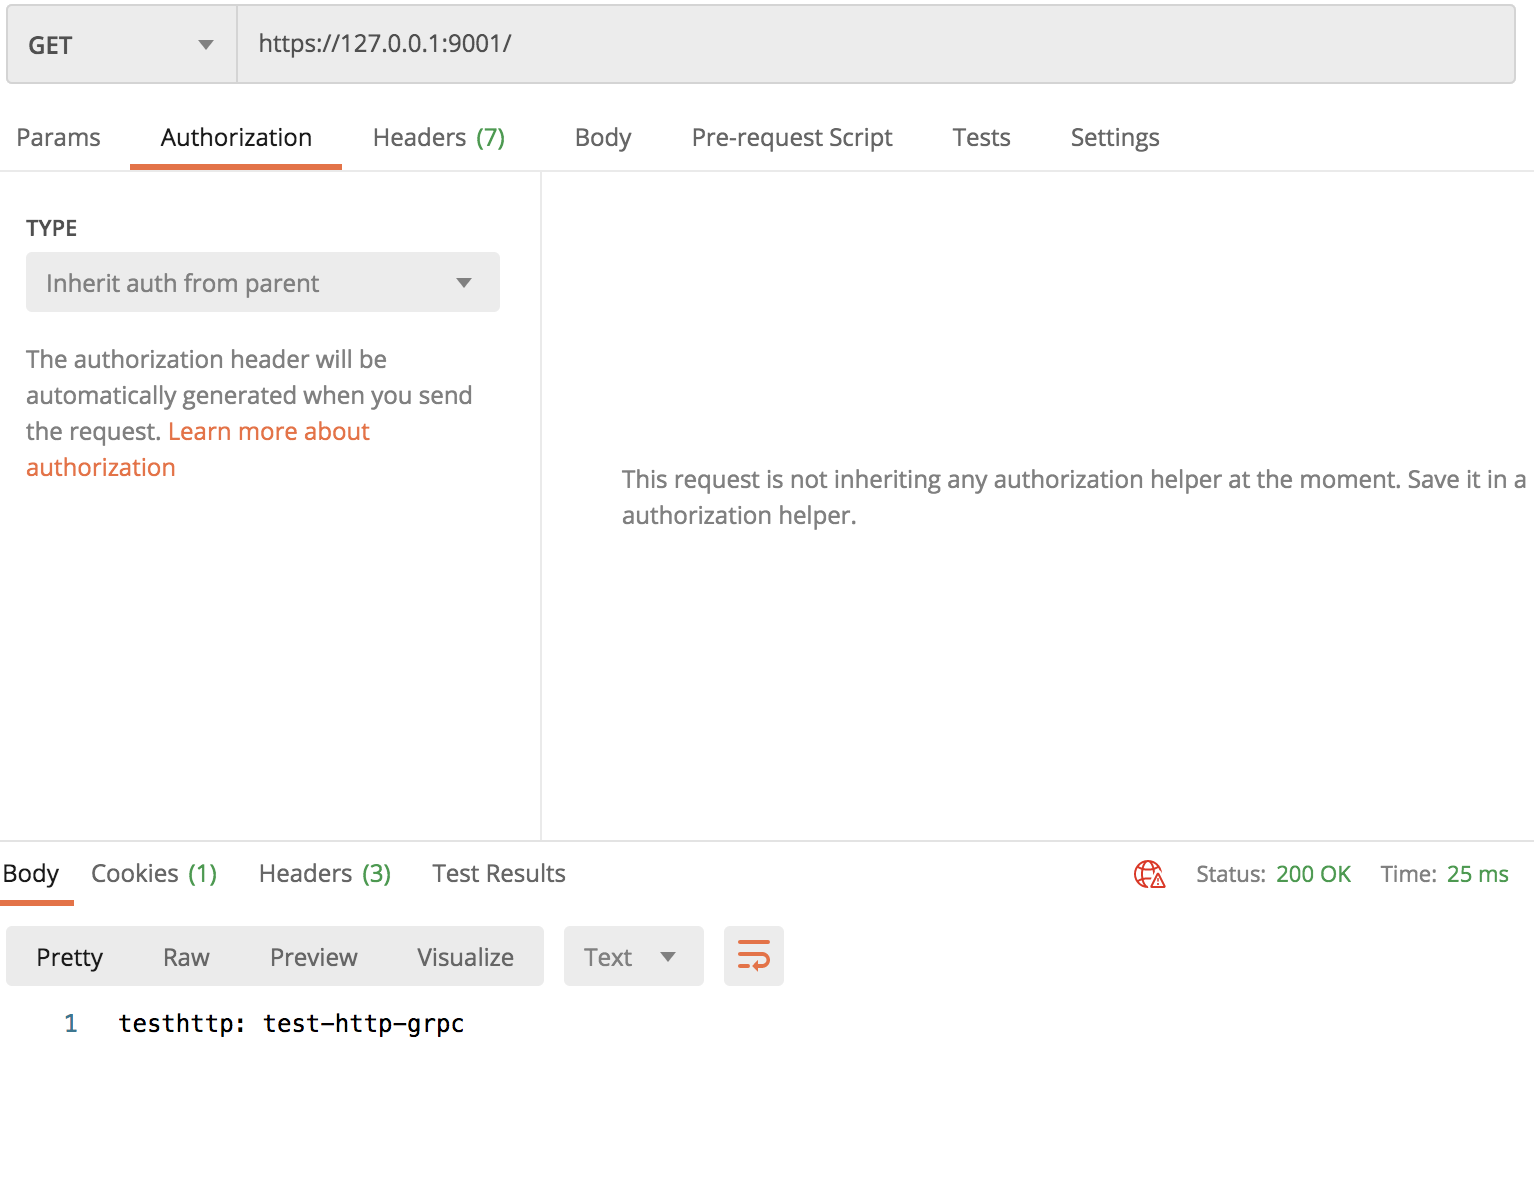 GET https://127.0.0.1:9001/
Params Authorization Headers (7) Body Pre-request Script Tests Settings
TYPE
Inherit auth from parent
The authorization header will be
automatically generated when you send
the request. Learn more about
authorization
This request is not inheriting any authorization helper at the moment. Save it in a
authorization helper.
Body Cookies (1) Headers (3) Test Results Status: 200 OK Time: 25 ms
Pretty Raw Preview Visualize Text
1 testhttp: test-http-grpc